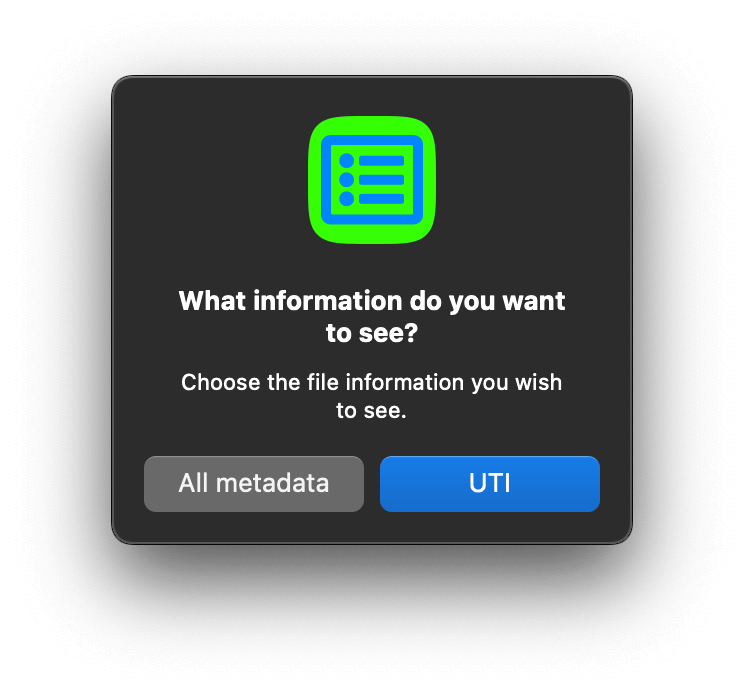 What information do you want
to see?
Choose the file information you wish
to see.
All metadata
UTI